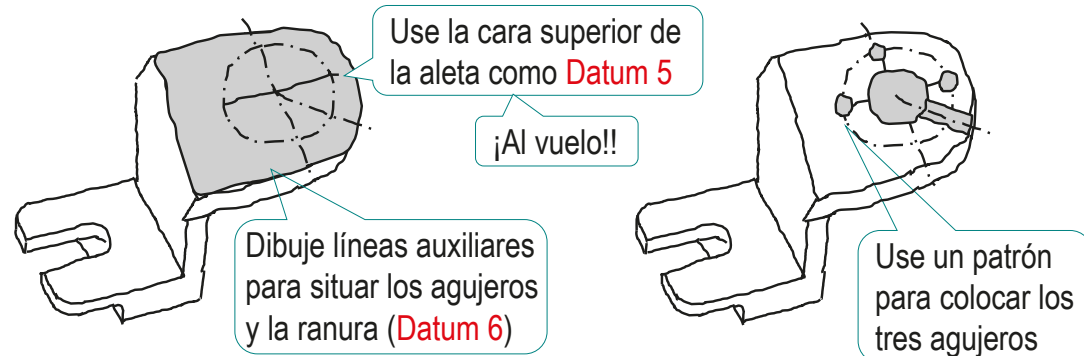 Use la cara superior de
la aleta como Datum 5
¡Al vuelo!!
Dibuje líneas auxiliares
para situar los agujeros
y la ranura (Datum 6)
Use un patrón
para colocar los
tres agujeros